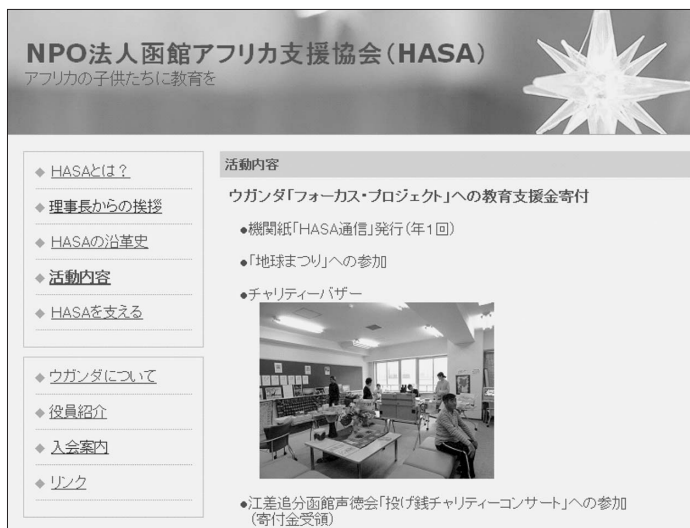 NPO法人函館アフリカ支援協会(HASA)
アフリカの子供たちに教育を
◆ HASAとは?
◆ 理事長からの挨拶
◆ HASAの沿革史
◆ 活動内容
◆ HASAを支える
◆ ウガンダについて
◆ 役員紹介
◆ 入会案内
◆ リンク
活動内容
ウガンダ「フォーカス・プロジェクト」への教育支援金寄付
●機関紙「HASA通信」発行(年1回)
●「地球まつり」への参加
●チャリティーバザー
●江差追分函館声徳会「投げ銭チャリティーコンサート」への参加
(寄付金受領)